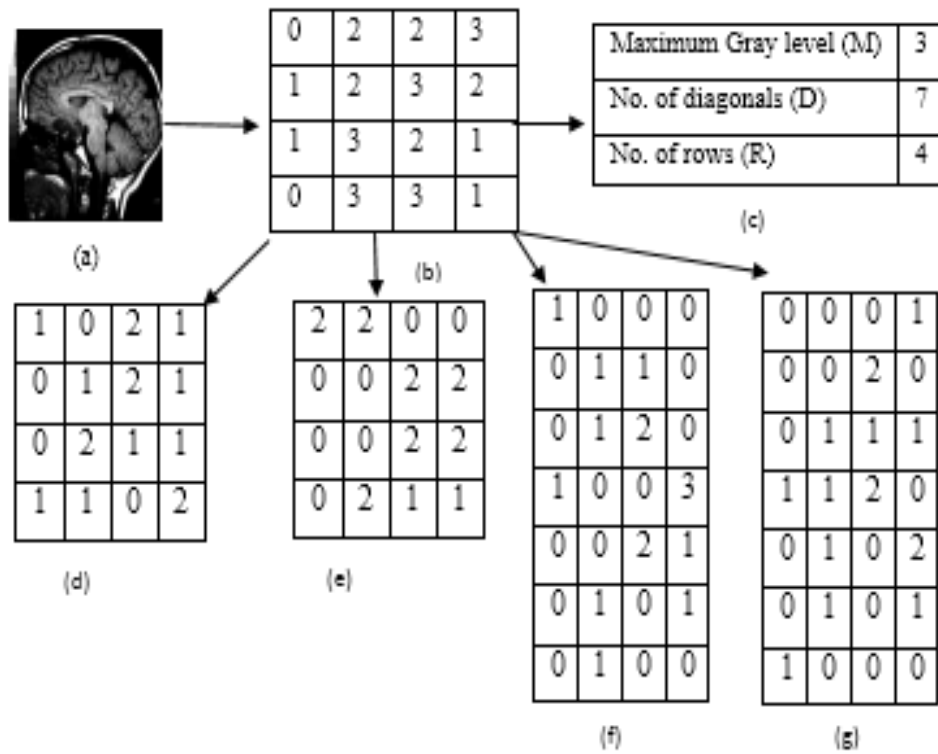 0 2 2 3
1 2 3 2
1 3 2 1
0 3 3 1
Maximum Gray level (M) 3
No. of diagonals (D) 7
No. of rows (R) 4
(a)
(b)
(c)
1 0 2 1
0 1 2 1
0 2 1 1
1 1 0 2
(d)
2 2 0 0
0 0 2 2
0 0 2 2
0 2 1 1
(e)
1 0 0 0
0 1 1 0
0 1 2 0
1 0 0 3
0 0 2 1
0 1 0 1
0 1 0 0
(f)
0 0 0 1
0 0 2 0
0 1 1 1
1 1 2 0
0 1 0 2
0 1 0 1
1 0 0 0
(g)